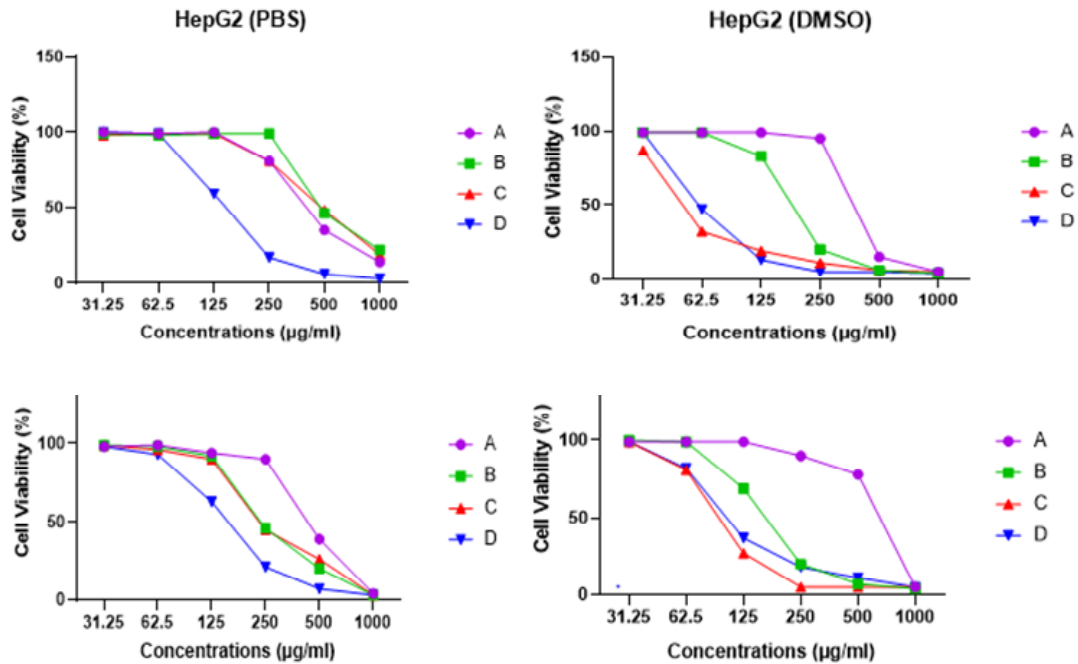 HepG2 (PBS)
150
100
50
0
Cell Viability (%)
31.25 62.5 125 250 500 1000
Concentrations (µg/ml)
A
B
C
D
HepG2 (DMSO)
150
100
50
0
Cell Viability (%)
31.25 62.5 125 250 500 1000
Concentrations (µg/ml)
A
B
C
D
100
50
0
Cell Viability (%)
31.25 62.5 125 250 500 1000
Concentrations (µg/ml)
A
B
C
D
100
50
0
Cell Viability (%)
31.25 62.5 125 250 500 1000
Concentrations (µg/ml)
A
B
C
D